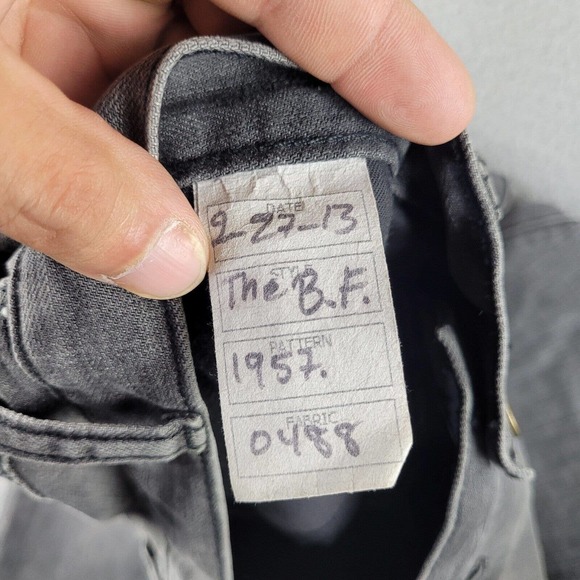 DATE
2-27-13
STYLE
The B.F.
PATTERN
1957.
FABRIC
0488